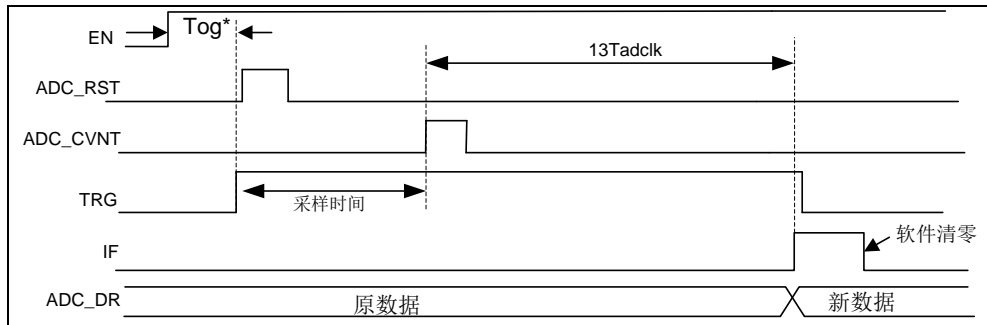 EN
Tog*
13Tadclk
ADC_RST
ADC_CVNT
TRG
采样时间
IF
软件清零
ADC_DR
原数据
新数据